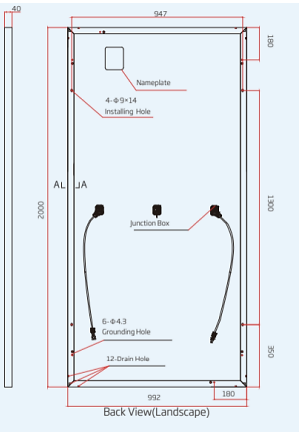 40
947
180
Nameplate
4-Φ9×14
Installing Hole
A A
2000
1300
Junction Box
6-Φ4.3
Grounding Hole
350
12-Drain Hole
180
992
Back View(Landscape)